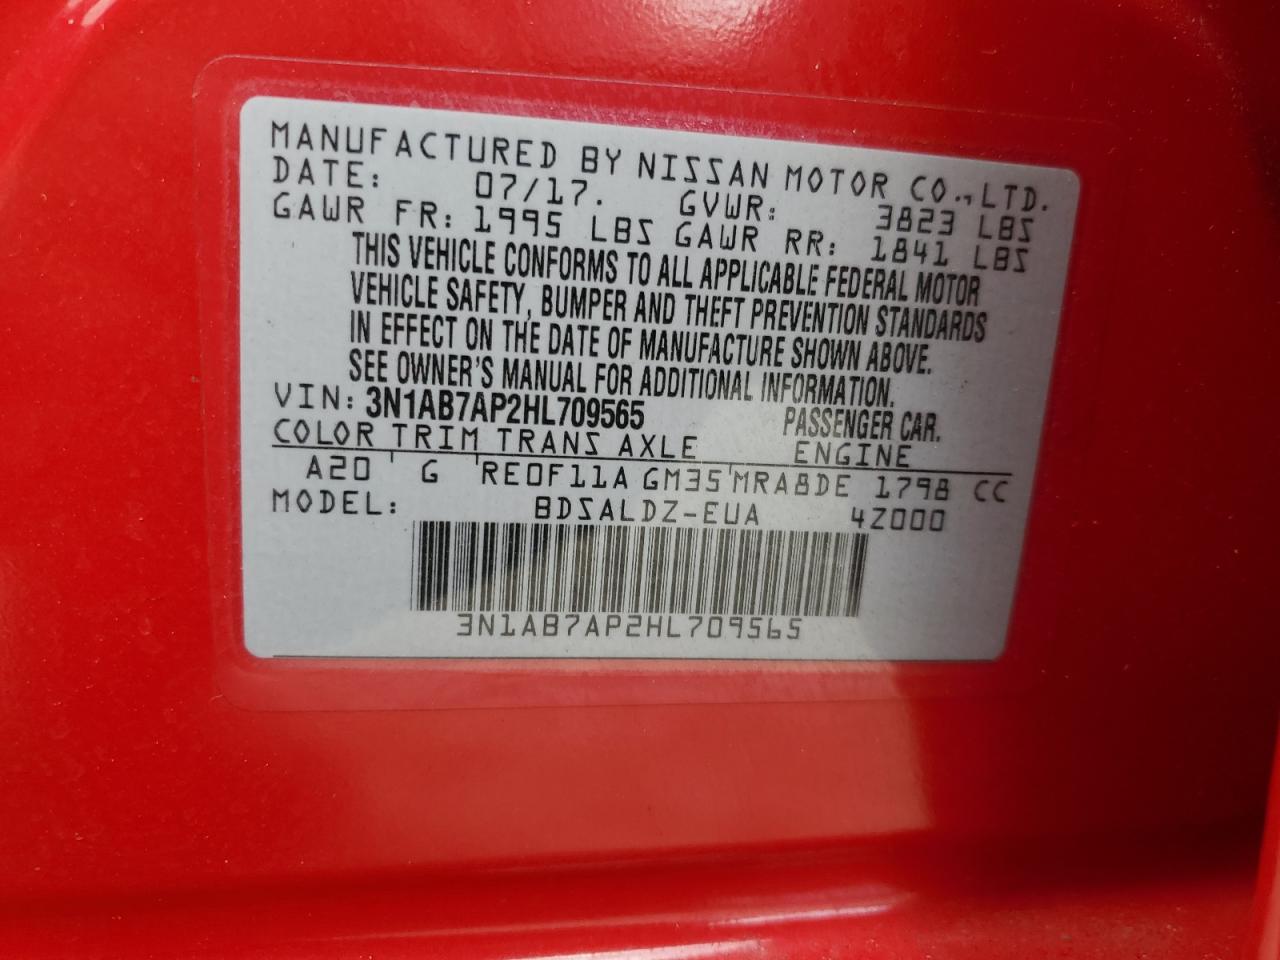 MANUFACTURED BY NISSAN MOTOR CO., LTD.
DATE: 07/17. GVWR: 3823 LBS
GAWR FR: 1995 LBS GAWR RR: 1841 LBS
THIS VEHICLE CONFORMS TO ALL APPLICABLE FEDERAL MOTOR
VEHICLE SAFETY, BUMPER AND THEFT PREVENTION STANDARDS
IN EFFECT ON THE DATE OF MANUFACTURE SHOWN ABOVE.
SEE OWNER'S MANUAL FOR ADDITIONAL INFORMATION.
VIN: 3N1AB7AP2HL709565 PASSENGER CAR.
COLOR TRIM TRANS AXLE ENGINE
A20 G RE0F11A GM35 MRA8DE 1798 CC
MODEL: BDSALDZ-EUA 4Z000
3N1AB7AP2HL709565